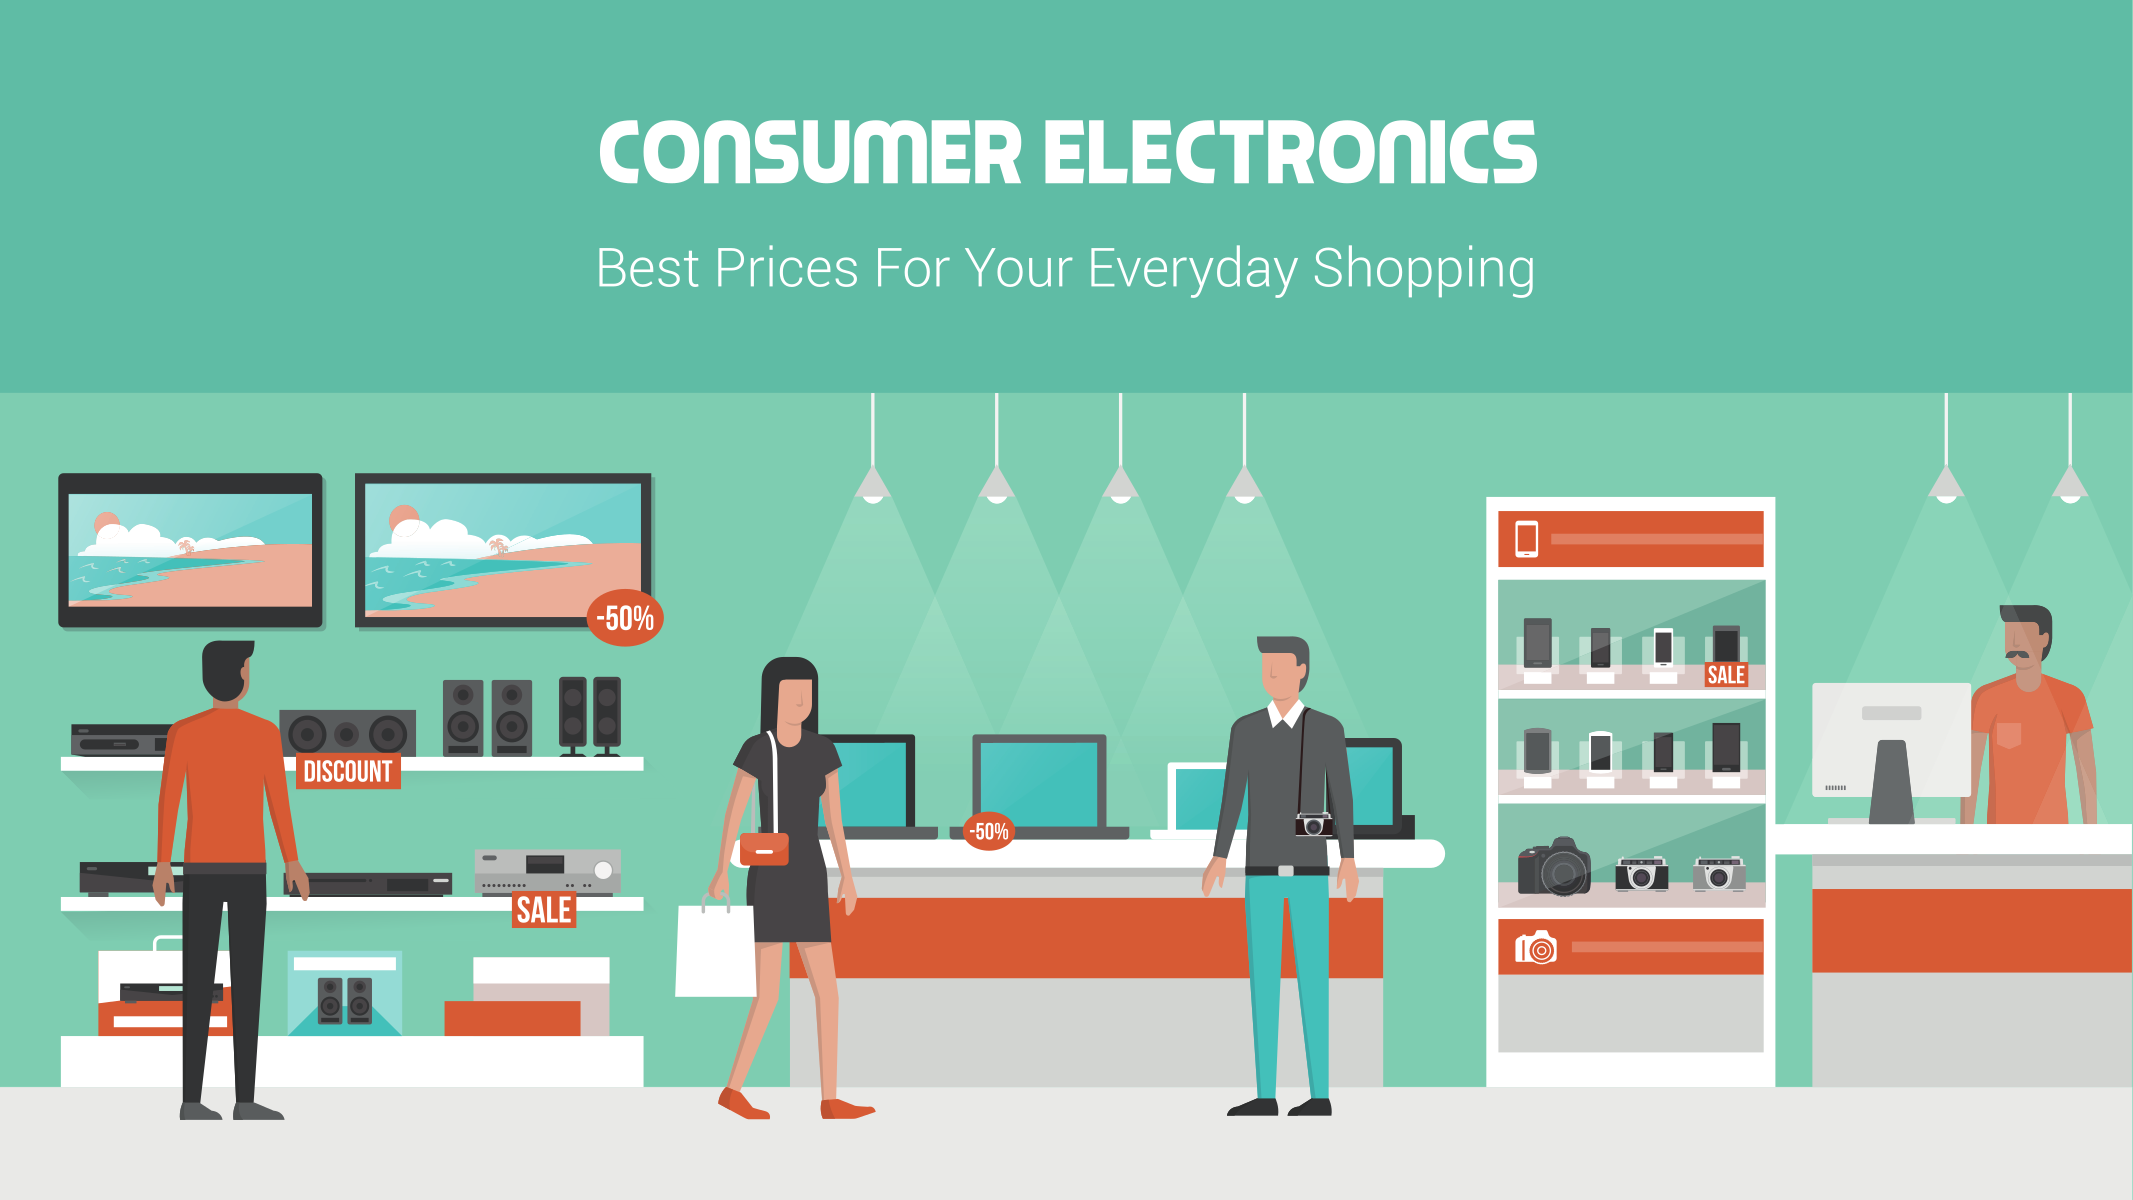 CONSUMER ELECTRONICS
Best Prices For Your Everyday Shopping
-50%
SALE
DISCOUNT
-50%
SALE